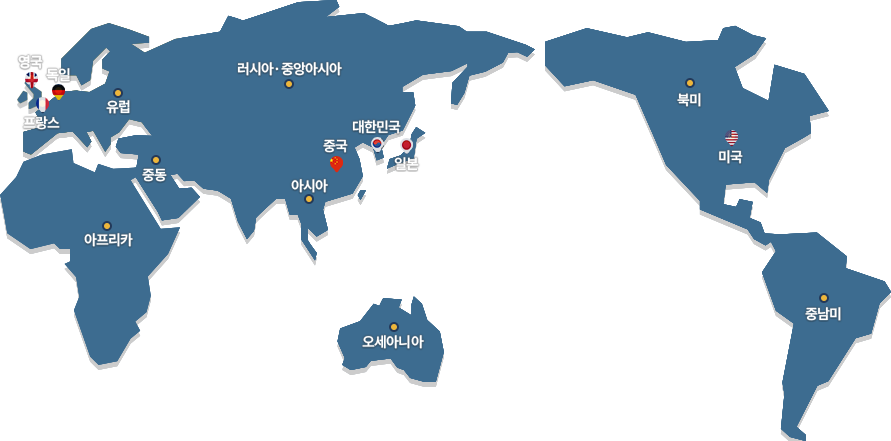 영국
독일
프랑스
유럽
러시아·중앙아시아
대한민국
중국
일본
중동
아시아
아프리카
오세아니아
북미
미국
중남미